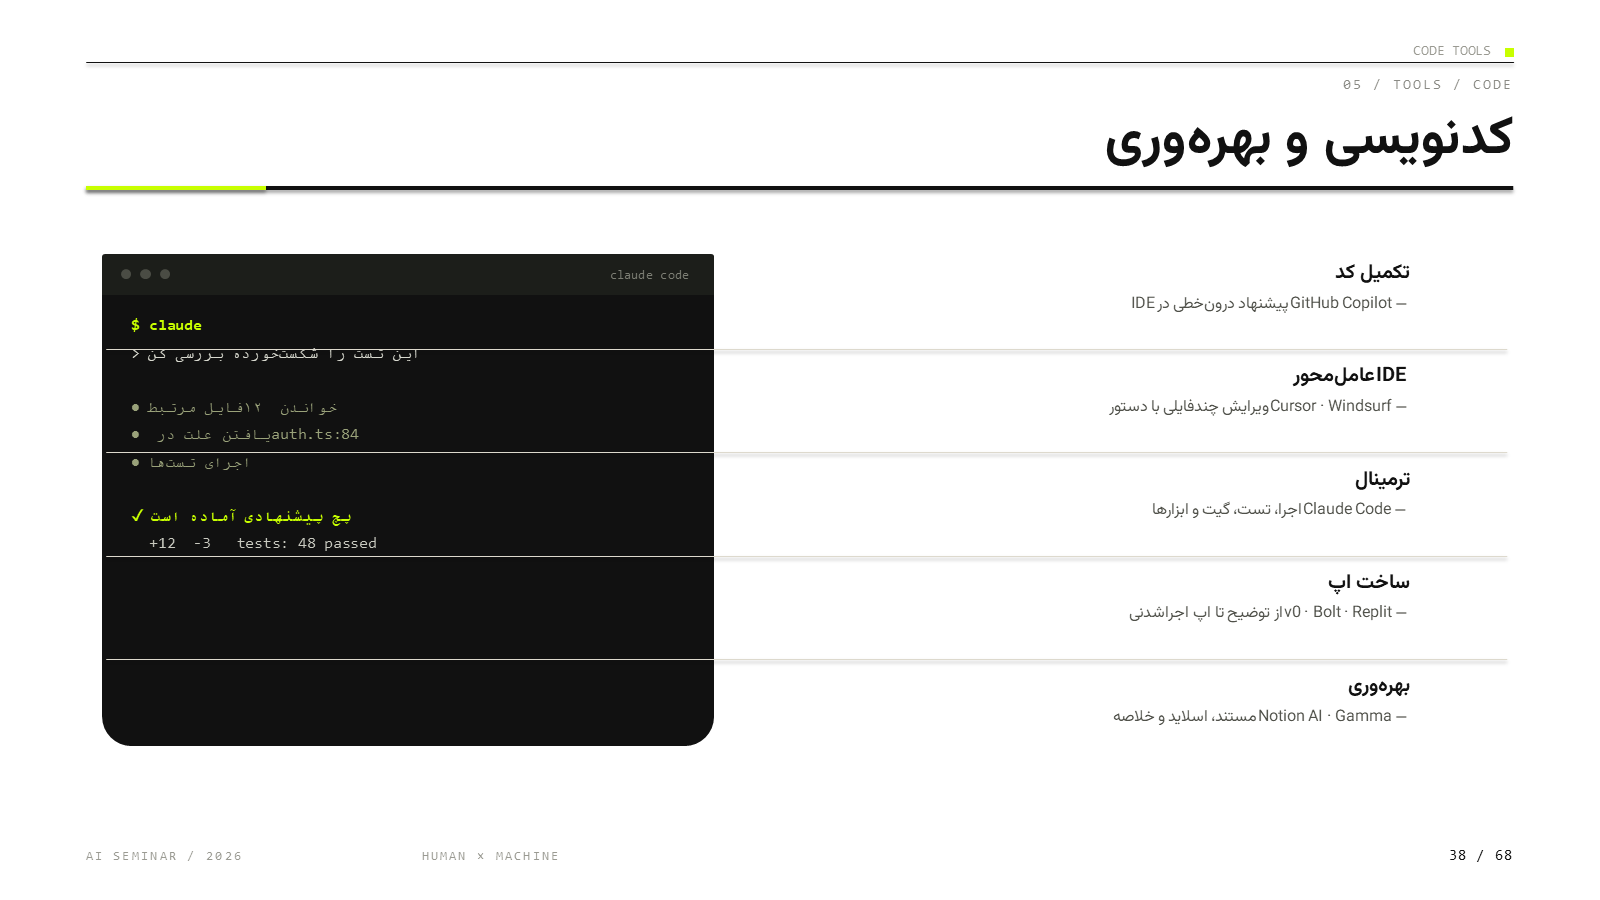 CODE TOOLS
05 / TOOLS / CODE
کدنویسی و بهره‌وری
تکمیل کد
— GitHub Copilot پیشنهاد درون‌خطی در IDE
IDE عامل‌محور
— Cursor · Windsurf ویرایش چندفایلی با دستور
ترمینال
— Claude Code اجرا، تست، گیت و ابزارها
ساخت اپ
— v0 · Bolt · Replit از توضیح تا اپ اجراشدنی
بهره‌وری
— Notion AI · Gamma مستند، اسلاید و خلاصه
claude code
$ claude
> این تست را شکست‌خورده بررسی کن
● خواندن ۱۲ فایل مرتبط
● یافتن علت در auth.ts:84
● اجرای تست‌ها
✓ پچ پیشنهادی آماده است
+12 -3 tests: 48 passed
AI SEMINAR / 2026
HUMAN × MACHINE
38 / 68